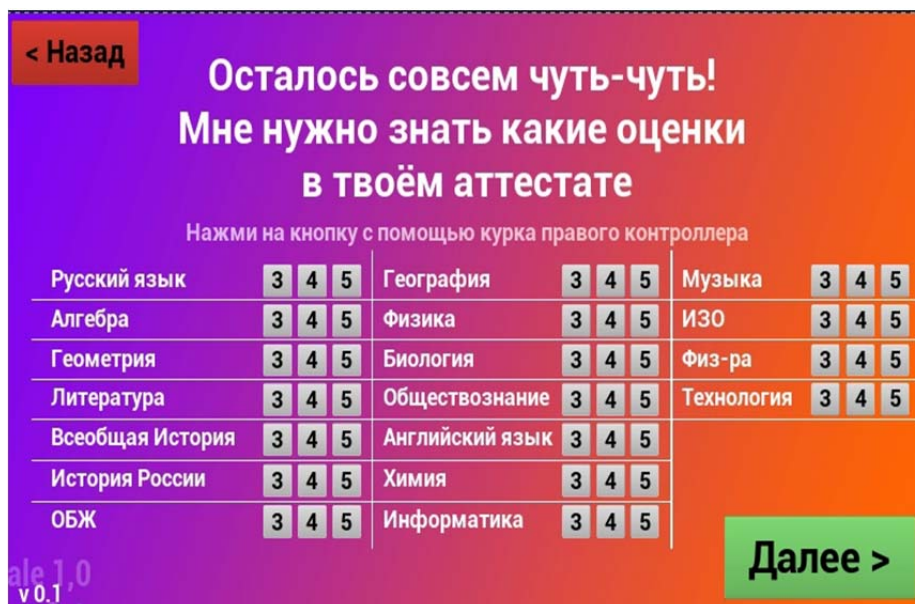 < Назад
Осталось совсем чуть-чуть!
Мне нужно знать какие оценки
в твоём аттестате
Нажми на кнопку с помощью курка правого контроллера
Русский язык 3 4 5 География 3 4 5 Музыка 3 4 5
Алгебра 3 4 5 Физика 3 4 5 ИЗО 3 4 5
Геометрия 3 4 5 Биология 3 4 5 Физ-ра 3 4 5
Литература 3 4 5 Обществознание 3 4 5 Технология 3 4 5
Всеобщая История 3 4 5 Английский язык 3 4 5
История России 3 4 5 Химия 3 4 5
ОБЖ 3 4 5 Информатика 3 4 5
Далее >
ale 1,0
v 0.1